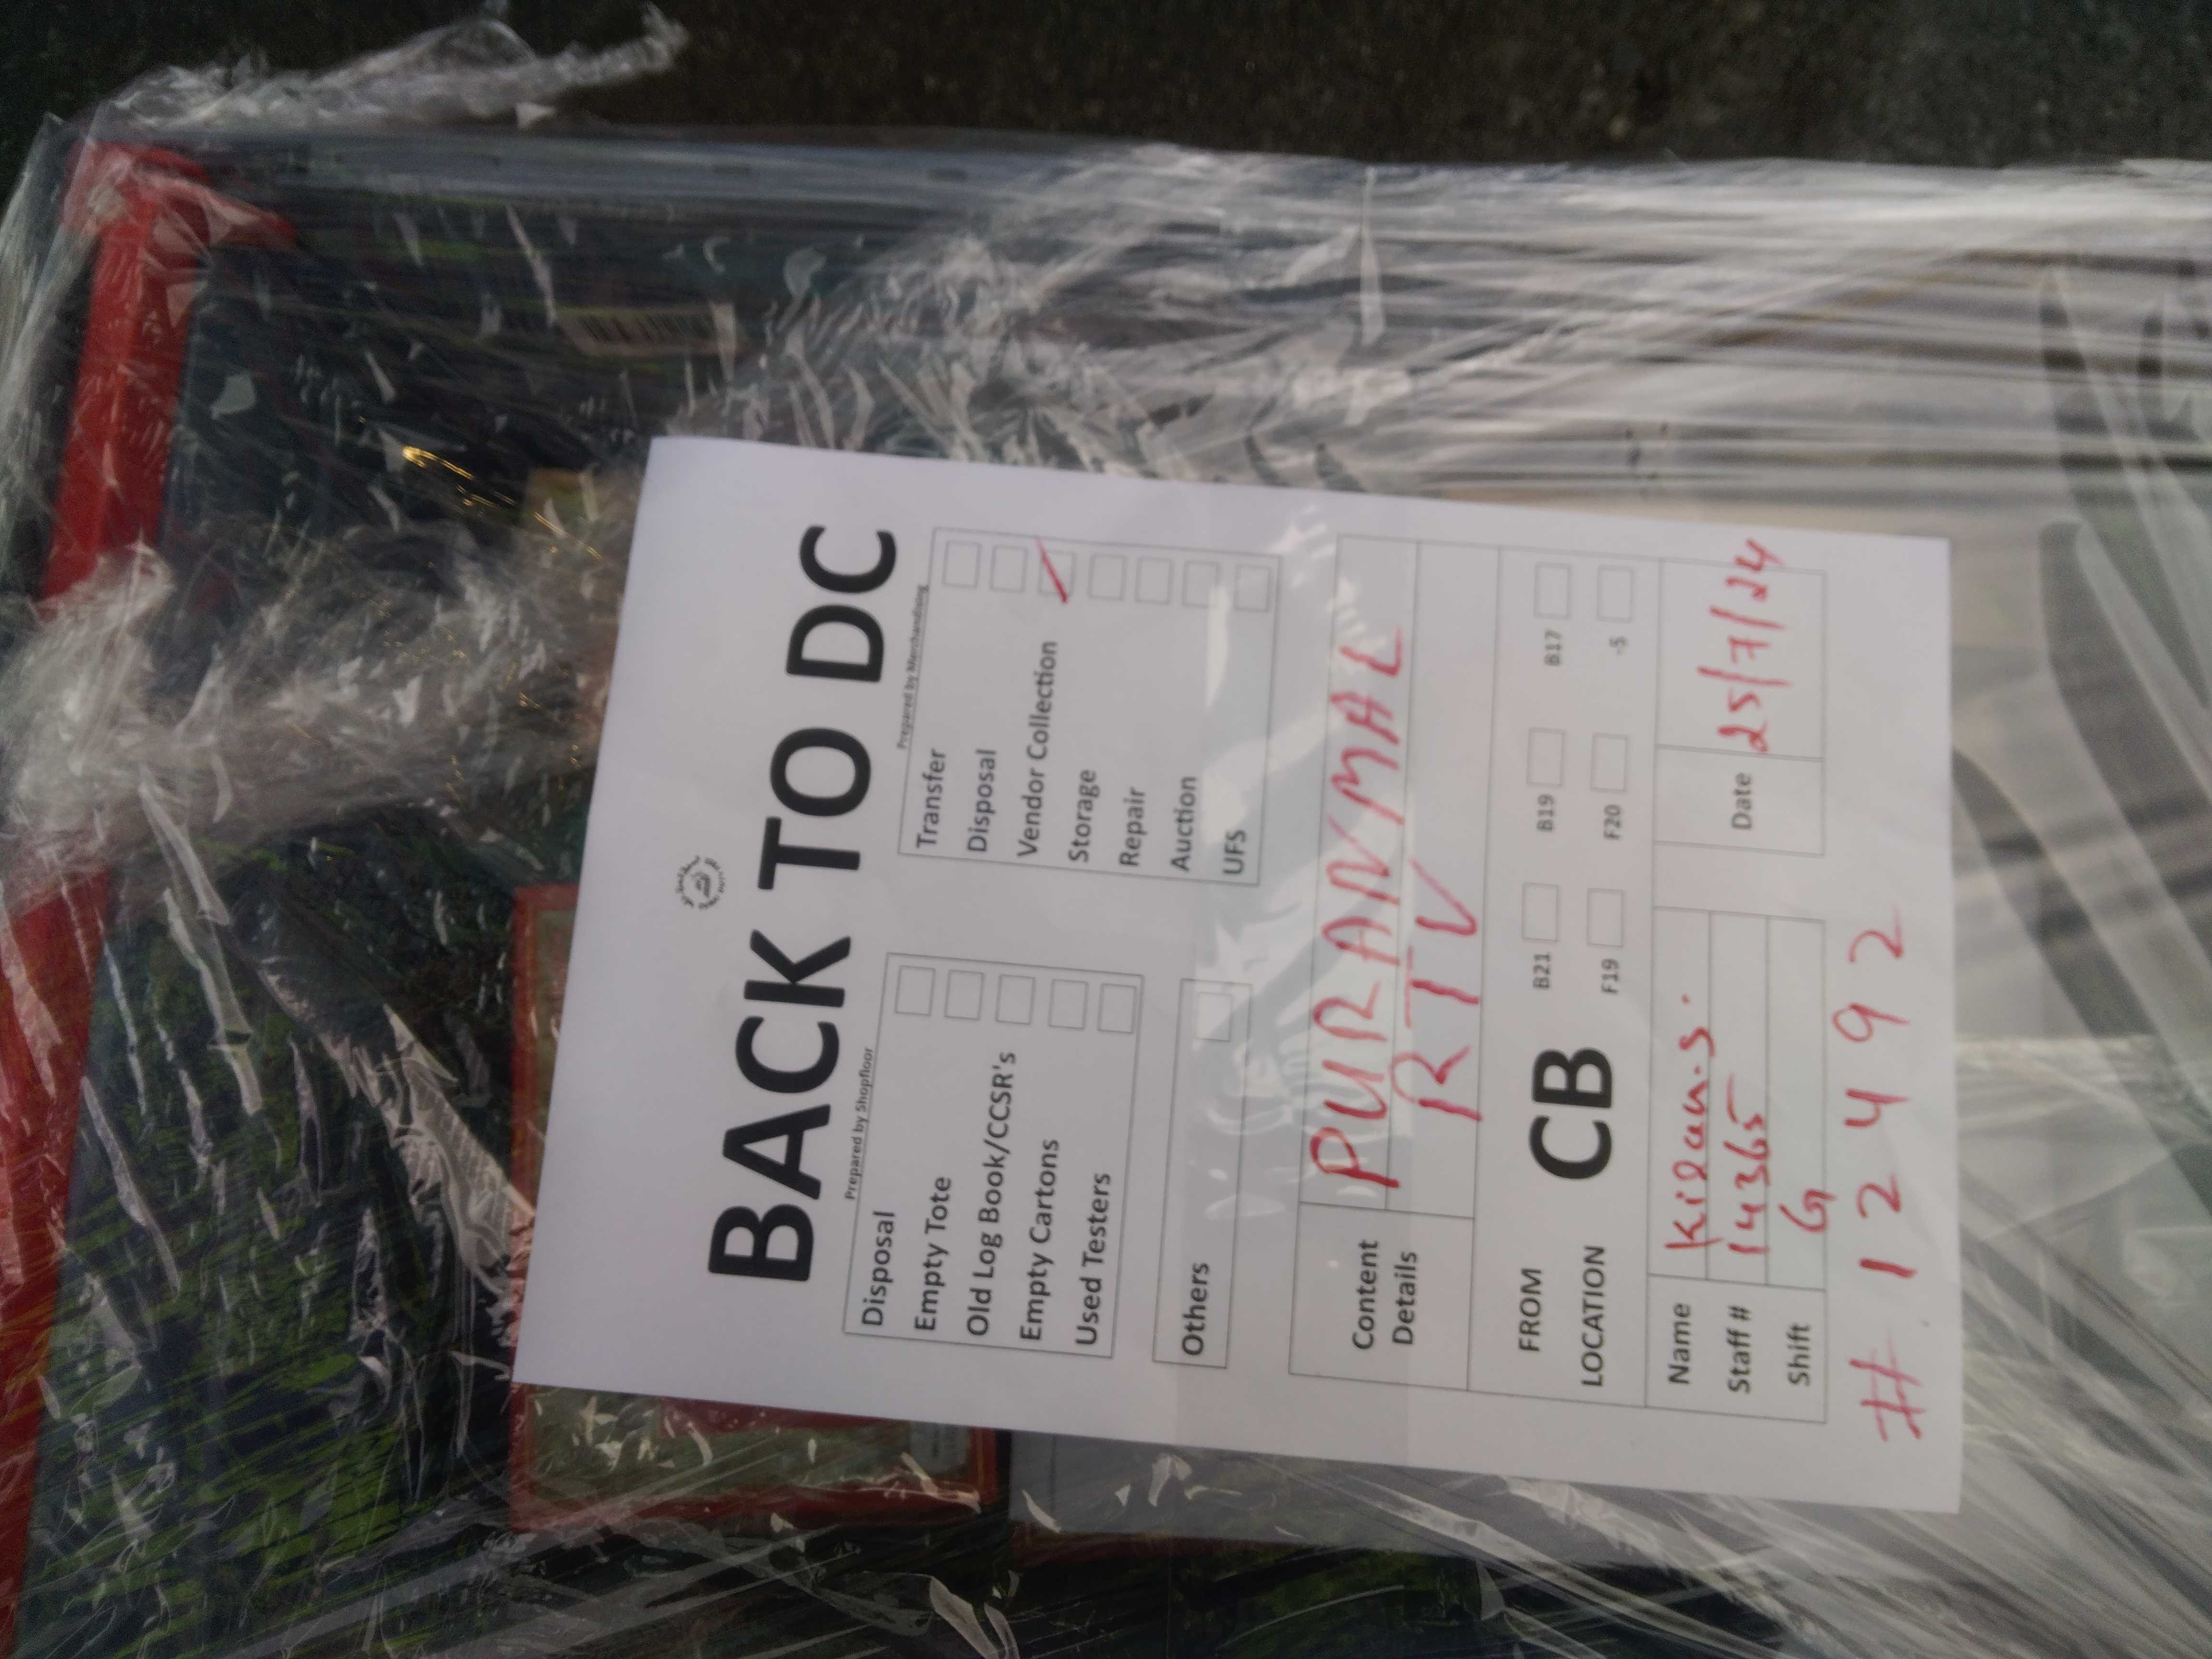 BACK TO DC
Prepared by Shopfloor
Disposal
Empty Tote
Old Log Book/CCSR's
Empty Cartons
Used Testers
Others
Prepared by Merchandising
Transfer
Disposal
Vendor Collection
Storage
Repair
Auction
UFS
Content Details PURANMAL
RTV
FROM LOCATION CB
B21 B19 B17
F19 F20 -5
Name Kiran.S.
Staff # 14365
Shift G
Date 25/7/24
# 12492